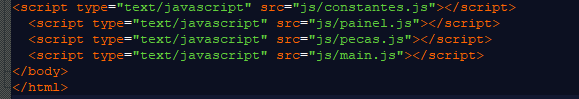 <script type="text/javascript" src="js/constantes.js"></script>
<script type="text/javascript" src="js/painel.js"></script>
<script type="text/javascript" src="js/pecas.js"></script>
<script type="text/javascript" src="js/main.js"></script>
</body>
</html>